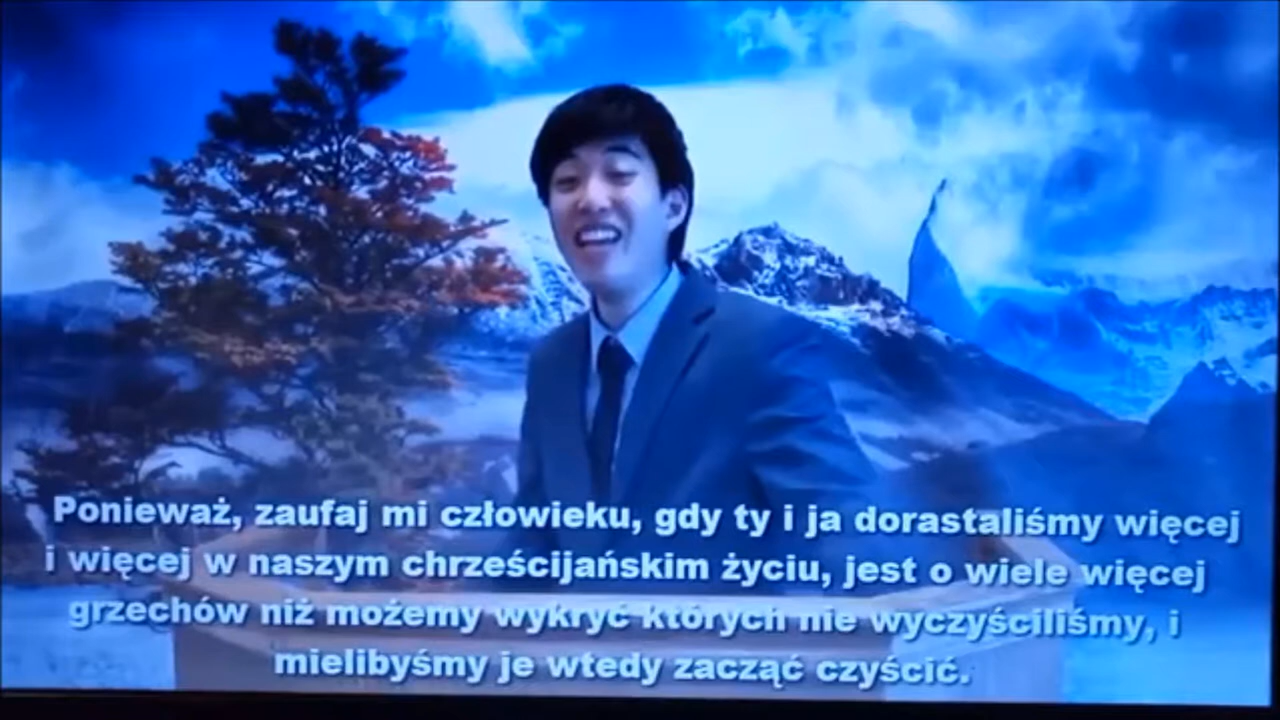 Ponieważ, zaufaj mi człowieku, gdy ty i ja dorastaliśmy więcej
i więcej w naszym chrześcijańskim życiu, jest o wiele więcej
grzechów niż możemy wykryć których nie wyczyściliśmy, i
mielibyśmy je wtedy zacząć czyścić.